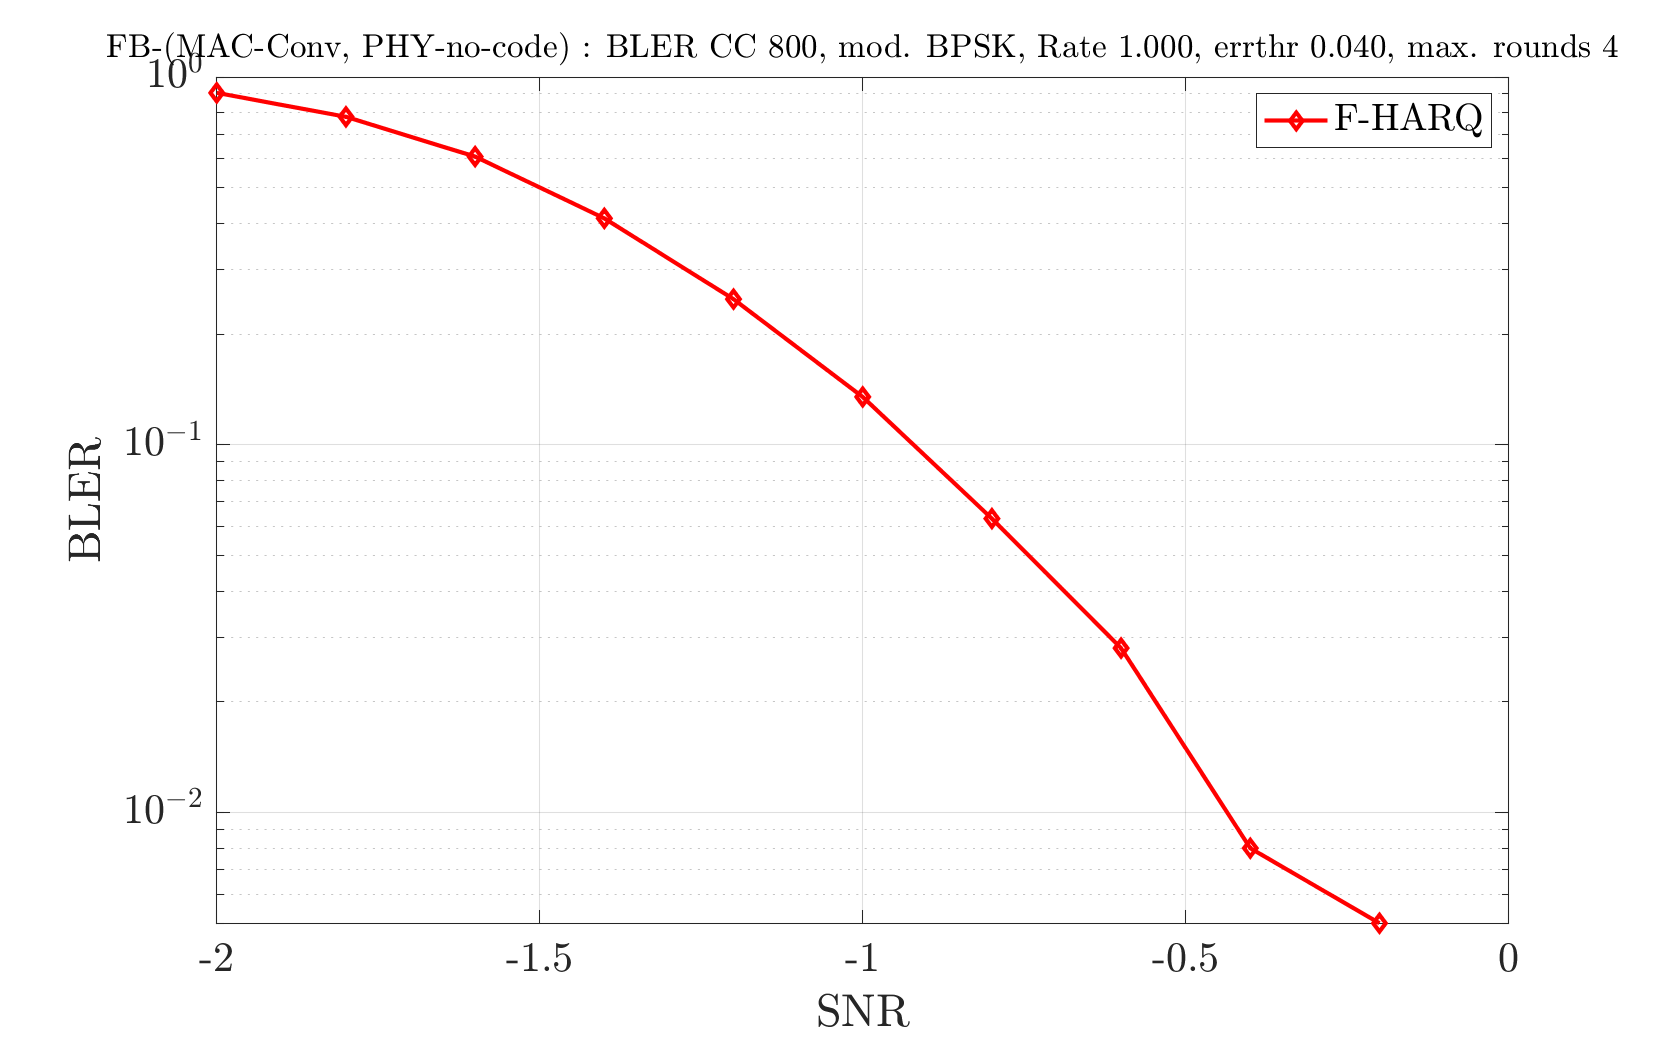 FB-(MAC-Conv, PHY-no-code) : BLER CC 800, mod. BPSK, Rate 1.000, errthr 0.040, max. rounds 4
10^0
F-HARQ
10^−1
BLER
10^−2
-2 -1.5 -1 -0.5 0
SNR